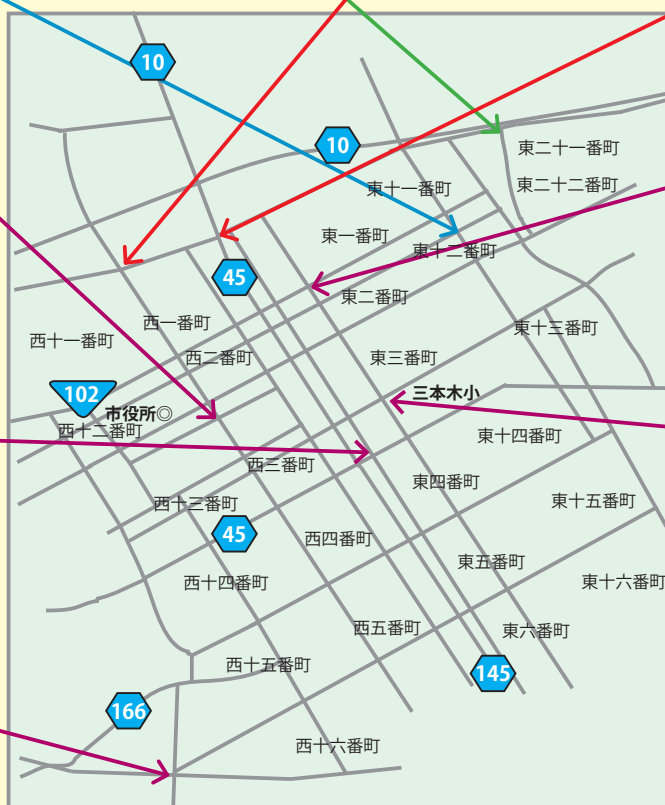 10
10
東二十一番町
東十一番町
東二十二番町
東一番町
東十二番町
45
東二番町
西一番町
東十三番町
西十一番町
西二番町
東三番町
102
三本木小
市役所◎
西十二番町
東十四番町
西三番町
東四番町
西十三番町
東十五番町
45
西四番町
東五番町
西十四番町
東十六番町
西五番町
東六番町
西十五番町
145
166
西十六番町